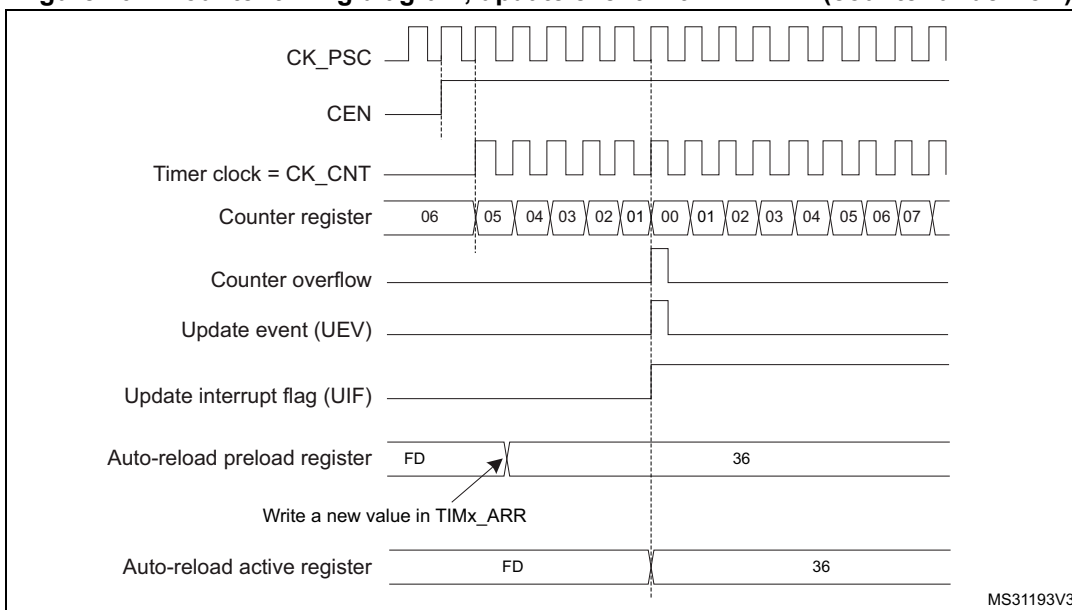 CK_PSC
CEN
Timer clock = CK_CNT
Counter register 06 05 04 03 02 01 00 01 02 03 04 05 06 07
Counter overflow
Update event (UEV)
Update interrupt flag (UIF)
Auto-reload preload register FD 36
Write a new value in TIMx_ARR
Auto-reload active register FD 36
MS31193V3